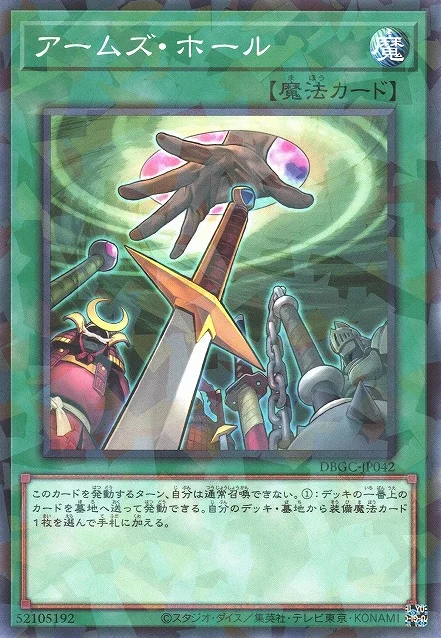 アームズ・ホール
魔
【魔法カード】
DBGC-JP042
このカードを発動するターン、自分は通常召喚できない。①：デッキの一番上の
カードを墓地へ送って発動できる。自分のデッキ・墓地から装備魔法カード
１枚を選んで手札に加える。
52105192
©スタジオ・ダイス／集英社・テレビ東京・KONAMI